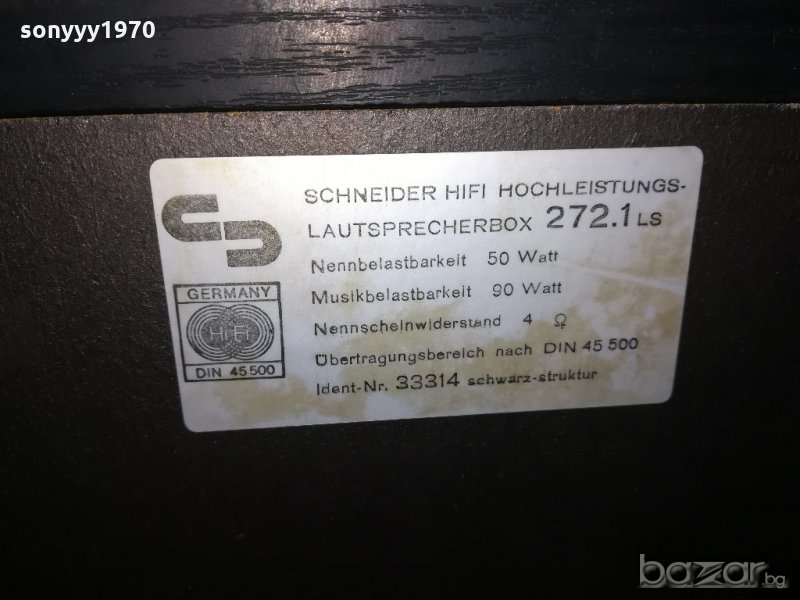 sonyyy1970
SCHNEIDER HIFI HOCHLEISTUNGS-
LAUTSPRECHERBOX 272.1 LS
Nennbelastbarkeit 50 Watt
Musikbelastbarkeit 90 Watt
Nennscheinwiderstand 4 Ω
Übertragungsbereich nach DIN 45 500
Ident-Nr. 33314 schwarz-struktur
GERMANY
HiFi
DIN 45 500
bazar.bg